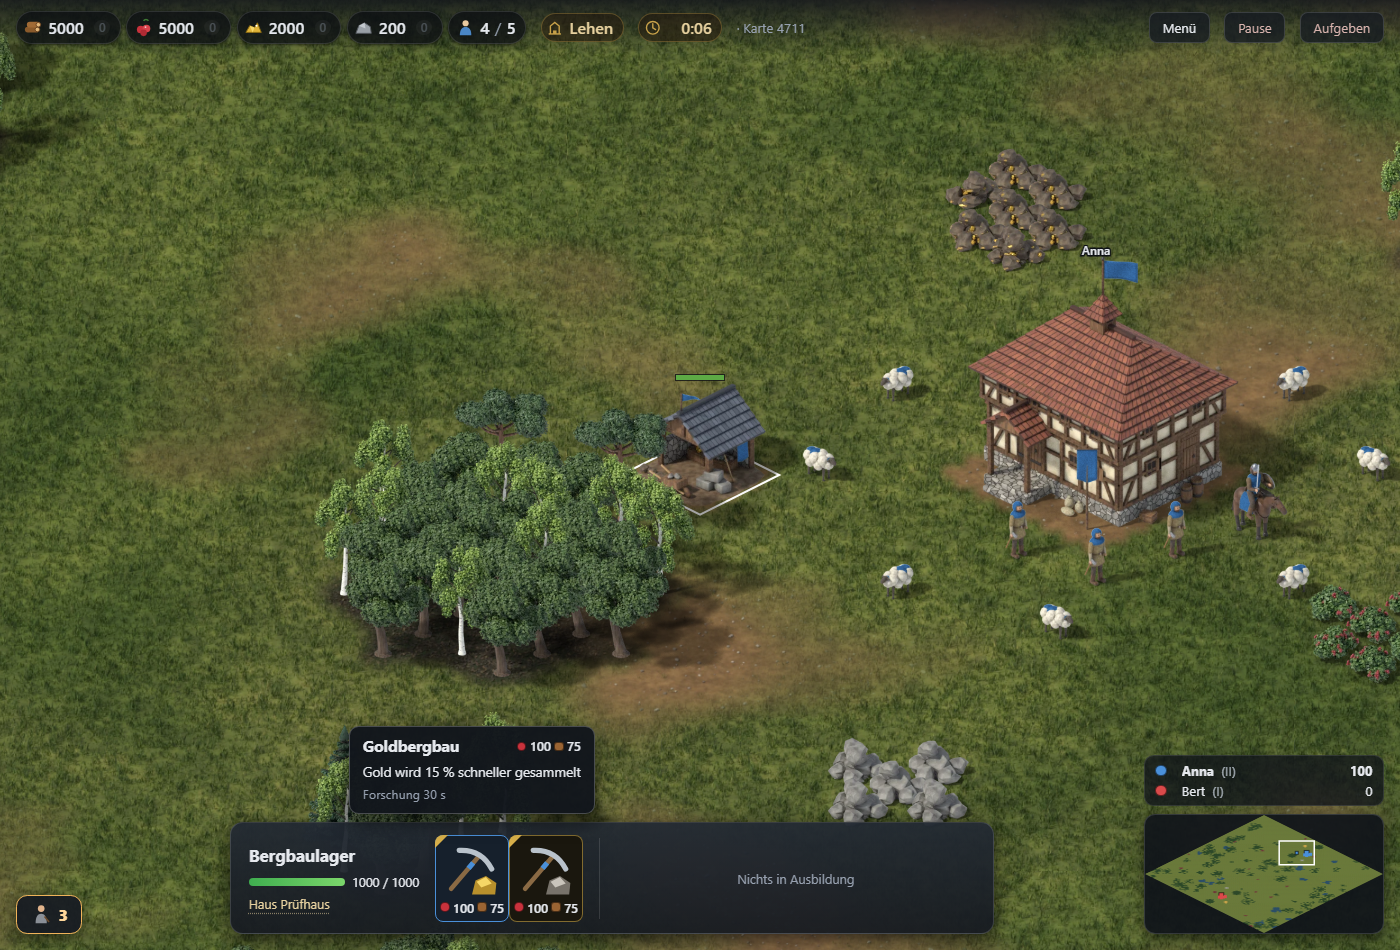 5000 0 5000 0 2000 0 200 0 4 / 5 Lehen 0:06 · Karte 4711 Menü Pause Aufgeben
Anna
Goldbergbau 100 75
Gold wird 15 % schneller gesammelt
Forschung 30 s
Anna (II) 100
Bert (I) 0
Bergbaulager
1000 / 1000
Haus Prüfhaus
100 75 100 75
Nichts in Ausbildung
3